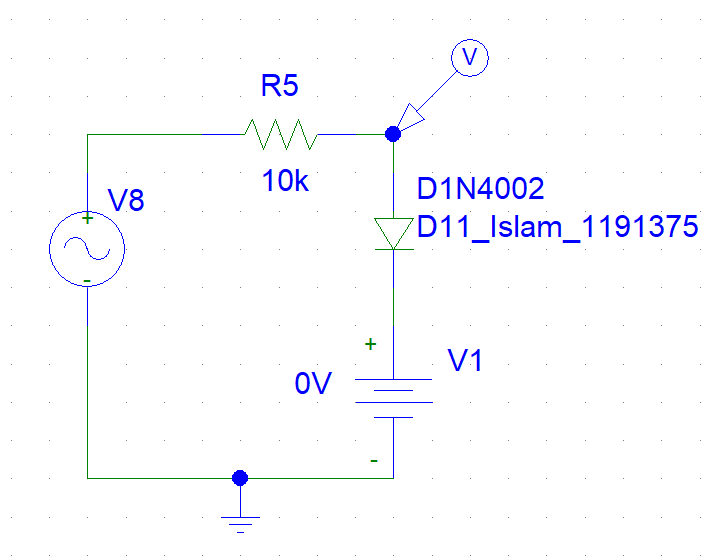 V
R5
10k
V8
+
-
D1N4002
D11_Islam_1191375
+
V1
0V
-